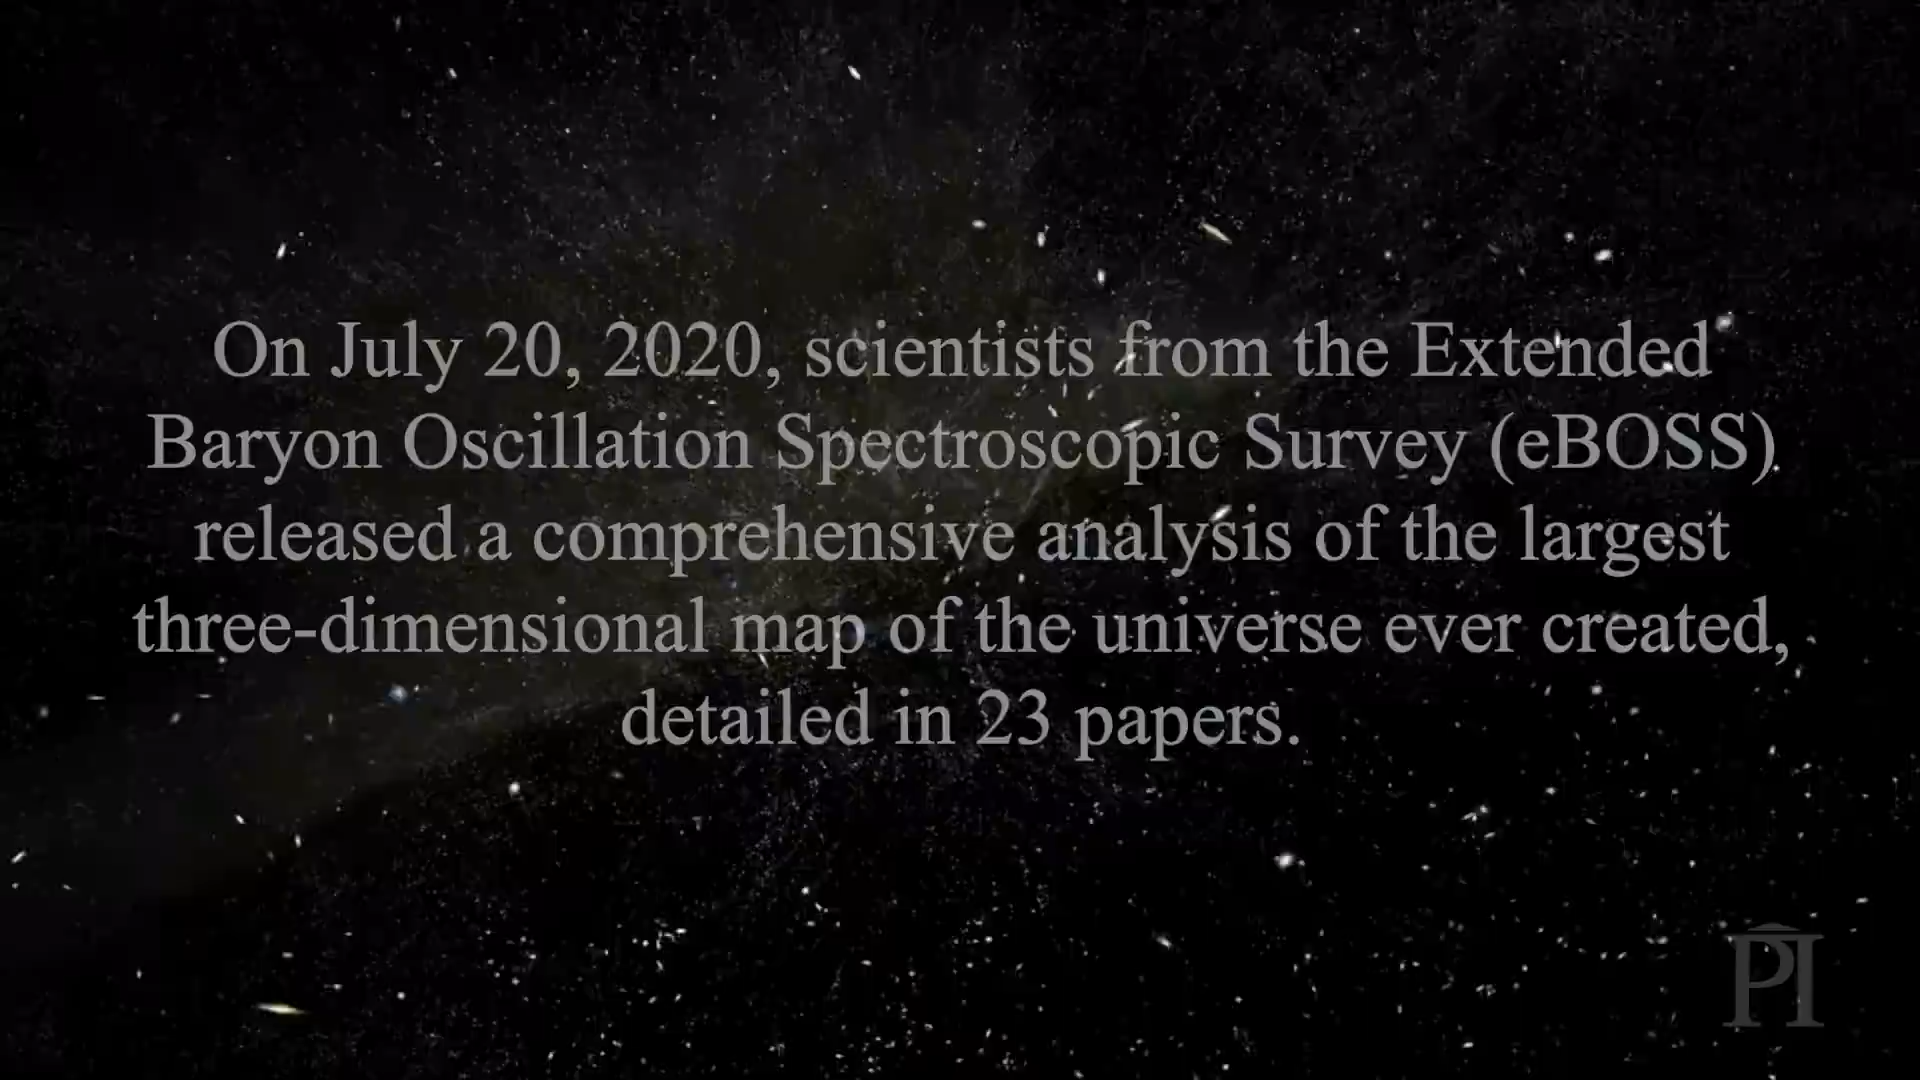 On July 20, 2020, scientists from the Extended
Baryon Oscillation Spectroscopic Survey (eBOSS)
released a comprehensive analysis of the largest
three-dimensional map of the universe ever created,
detailed in 23 papers.
PI